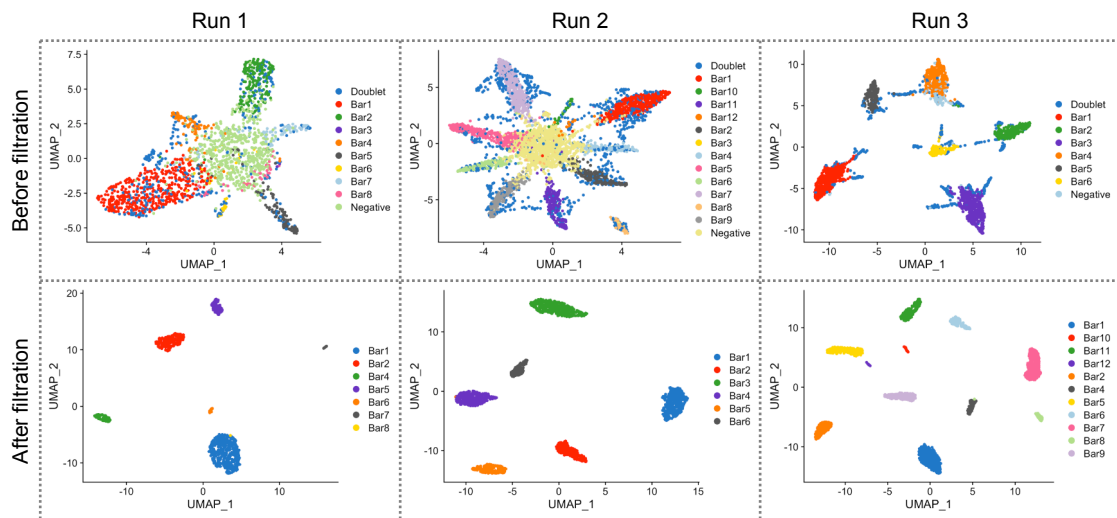 Run 1 Run 2 Run 3
Before filtration
7.5
5.0
2.5
0.0
-2.5
-5.0
UMAP_2
-4 0 4
UMAP_1
Doublet
Bar1
Bar2
Bar3
Bar4
Bar5
Bar6
Bar7
Bar8
Negative
5
0
-5
UMAP_2
-4 0 4
UMAP_1
Doublet
Bar1
Bar10
Bar11
Bar12
Bar2
Bar3
Bar4
Bar5
Bar6
Bar7
Bar8
Bar9
Negative
10
5
0
-5
-10
UMAP_2
-10 -5 0 5 10
UMAP_1
Doublet
Bar1
Bar2
Bar3
Bar4
Bar5
Bar6
Negative
After filtration
20
10
0
-10
UMAP_2
-10 0 10
UMAP_1
Bar1
Bar2
Bar4
Bar5
Bar6
Bar7
Bar8
10
0
-10
UMAP_2
-10 -5 0 5 10 15
UMAP_1
Bar1
Bar2
Bar3
Bar4
Bar5
Bar6
10
0
-10
UMAP_2
-10 -5 0 5 10
UMAP_1
Bar1
Bar10
Bar11
Bar12
Bar2
Bar4
Bar5
Bar6
Bar7
Bar8
Bar9